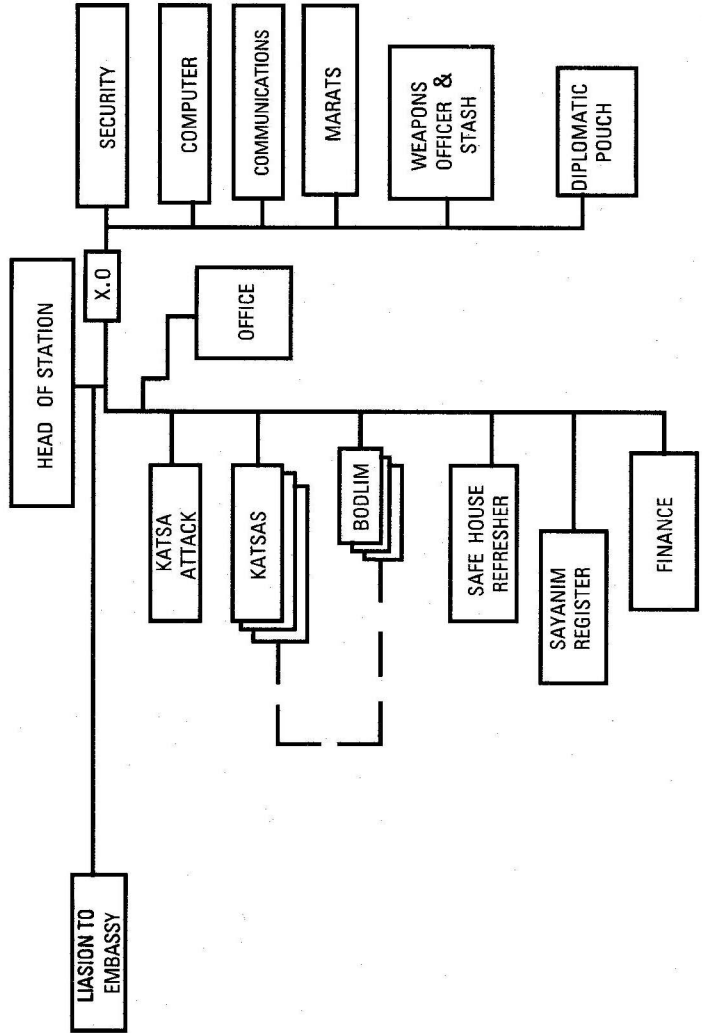 HEAD OF STATION
LIASION TO
EMBASSY
X.O
SECURITY
COMPUTER
COMMUNICATIONS
MARATS
WEAPONS
OFFICER &
STASH
DIPLOMATIC
POUCH
OFFICE
KATSA
ATTACK
KATSAS
BODLIM
SAFE HOUSE
REFRESHER
SAYANIM
REGISTER
FINANCE